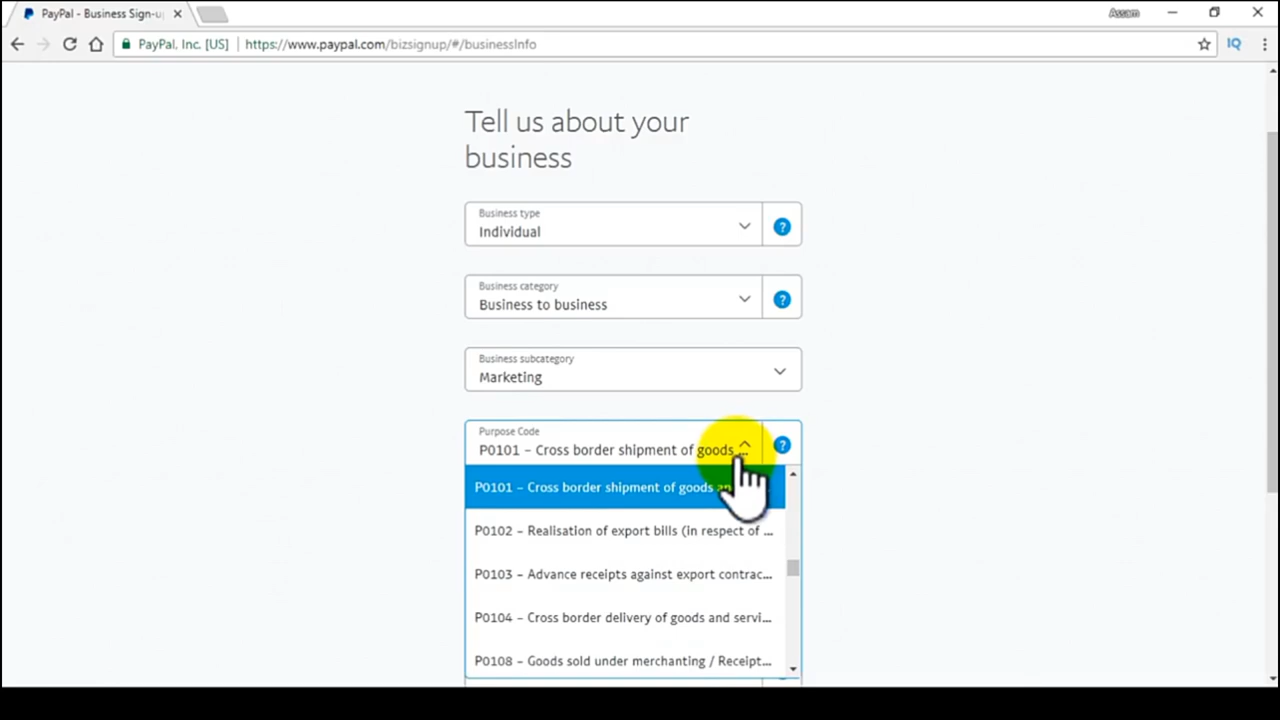 PayPal - Business Sign-u
Assam
PayPal, Inc. [US]
https://www.paypal.com/bizsignup/#/businessInfo
IQ
Tell us about your
business
Business type
Individual
?
Business category
Business to business
?
Business subcategory
Marketing
Purpose Code
P0101 – Cross border shipment of goods ...
?
P0101 – Cross border shipment of goods an
P0102 – Realisation of export bills (in respect of ...
P0103 – Advance receipts against export contrac...
P0104 – Cross border delivery of goods and servi...
P0108 – Goods sold under merchanting / Receipt...